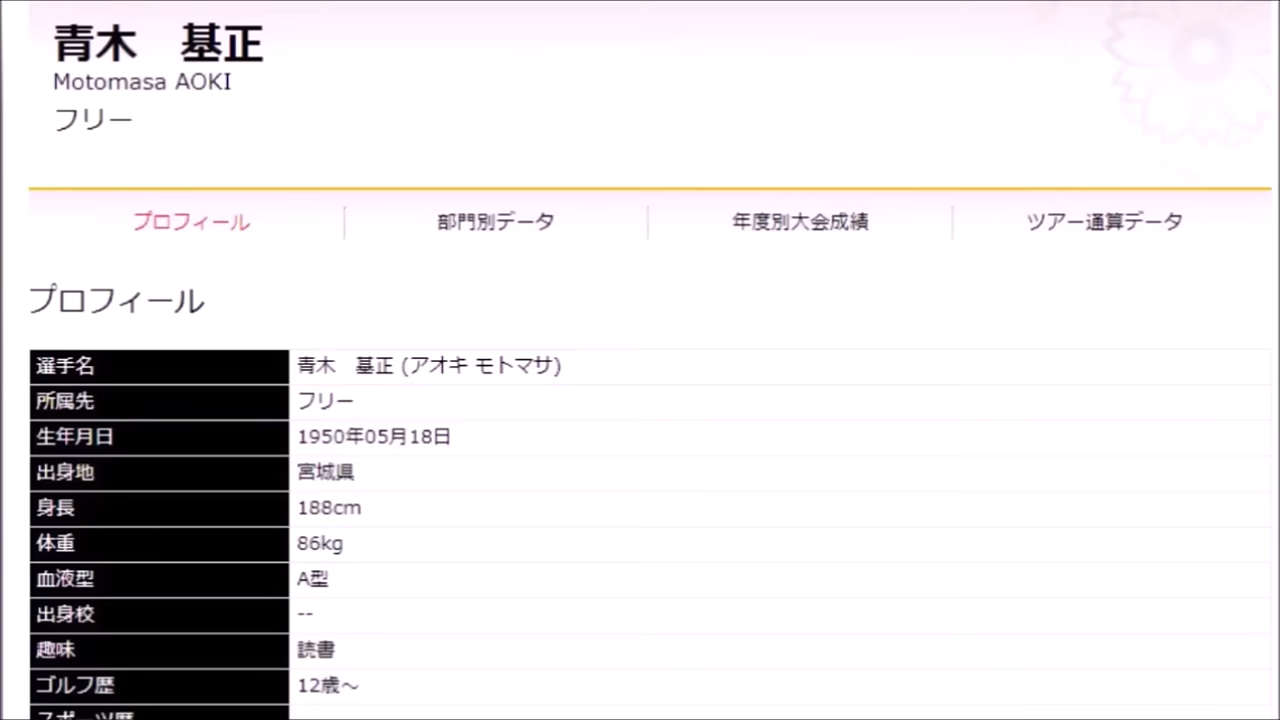 青木　基正
Motomasa AOKI
フリー
プロフィール 部門別データ 年度別大会成績 ツアー通算データ
プロフィール
選手名 青木　基正 (アオキ モトマサ)
所属先 フリー
生年月日 1950年05月18日
出身地 宮城県
身長 188cm
体重 86kg
血液型 A型
出身校 --
趣味 読書
ゴルフ歴 12歳～
スポーツ歴